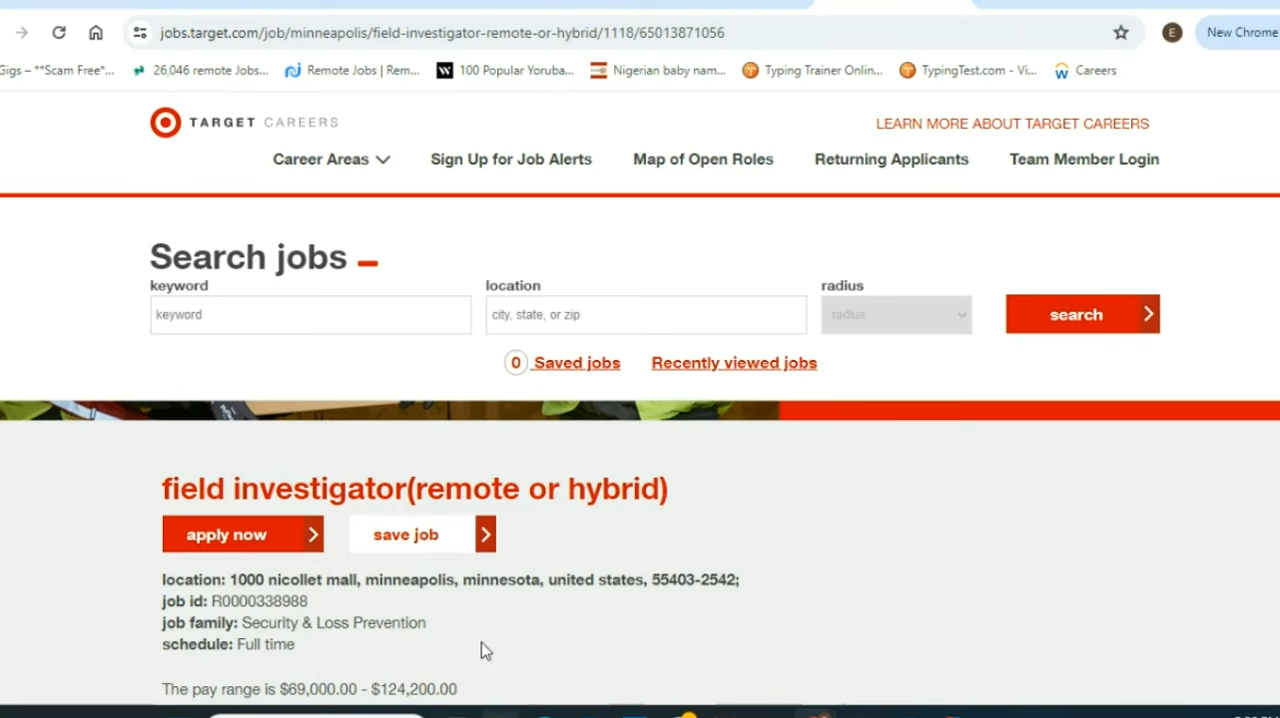 jobs.target.com/job/minneapolis/field-investigator-remote-or-hybrid/1118/65013871056
E
New Chrome
Gigs – **Scam Free*...
26,046 remote Jobs...
Remote Jobs | Rem...
100 Popular Yoruba...
Nigerian baby nam...
Typing Trainer Onlin...
TypingTest.com - Vi...
Careers
TARGET CAREERS
LEARN MORE ABOUT TARGET CAREERS
Career Areas
Sign Up for Job Alerts
Map of Open Roles
Returning Applicants
Team Member Login
Search jobs
keyword
location
radius
keyword
city, state, or zip
radius
search
0 Saved jobs
Recently viewed jobs
field investigator(remote or hybrid)
apply now
save job
location: 1000 nicollet mall, minneapolis, minnesota, united states, 55403-2542;
job id: R0000338988
job family: Security & Loss Prevention
schedule: Full time
The pay range is $69,000.00 - $124,200.00